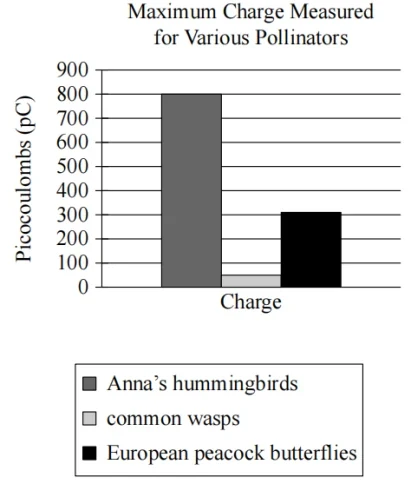 Maximum Charge Measured
for Various Pollinators
Picocoulombs (pC)
900
800
700
600
500
400
300
200
100
0
Charge
Anna's hummingbirds
common wasps
European peacock butterflies